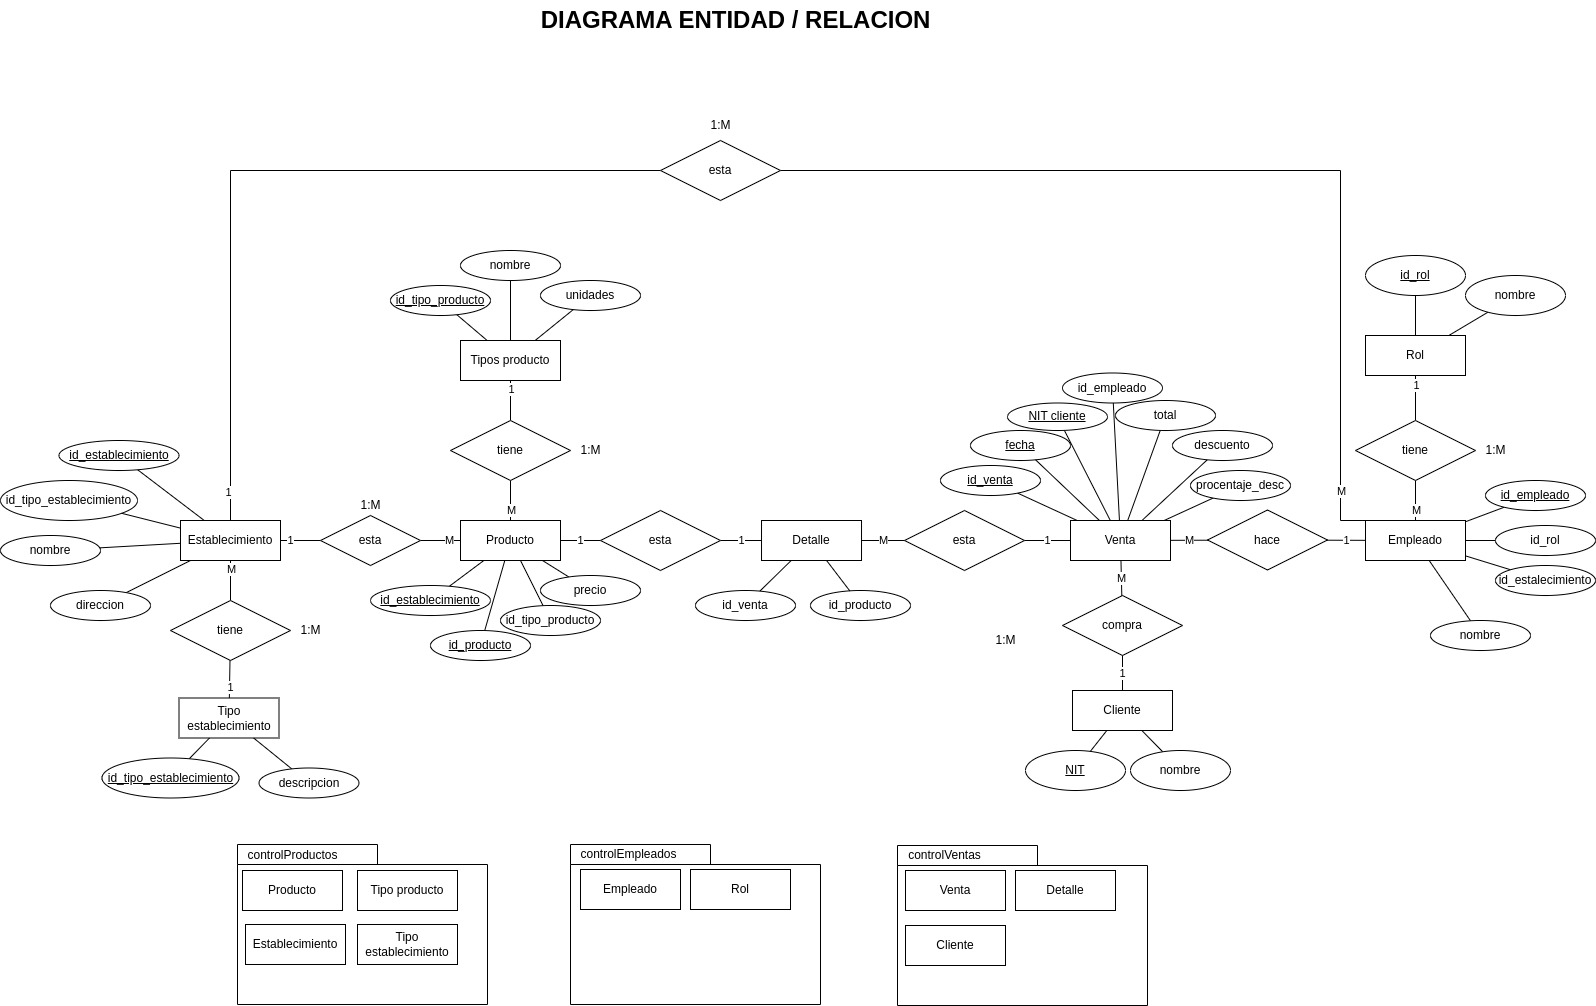 DIAGRAMA ENTIDAD / RELACION
1:M
esta
nombre
id_tipo_producto
unidades
Tipos producto
1
tiene
1:M
M
id_rol
nombre
Rol
1
tiene
1:M
M
id_empleado
NIT cliente
total
fecha
descuento
id_venta
procentaje_desc
id_establecimiento
id_tipo_establecimiento
nombre
direccion
1
Establecimiento
1
1:M
esta
M
Producto
1
esta
1
Detalle
M
esta
1
Venta
M
hace
1
M
Empleado
id_empleado
id_rol
id_estalecimiento
nombre
id_establecimiento
precio
id_tipo_producto
id_producto
id_venta
id_producto
M
tiene
1:M
1
Tipo
establecimiento
id_tipo_establecimiento
descripcion
M
compra
1:M
1
Cliente
NIT
nombre
controlProductos
Producto
Tipo producto
Establecimiento
Tipo
establecimiento
controlEmpleados
Empleado
Rol
controlVentas
Venta
Detalle
Cliente